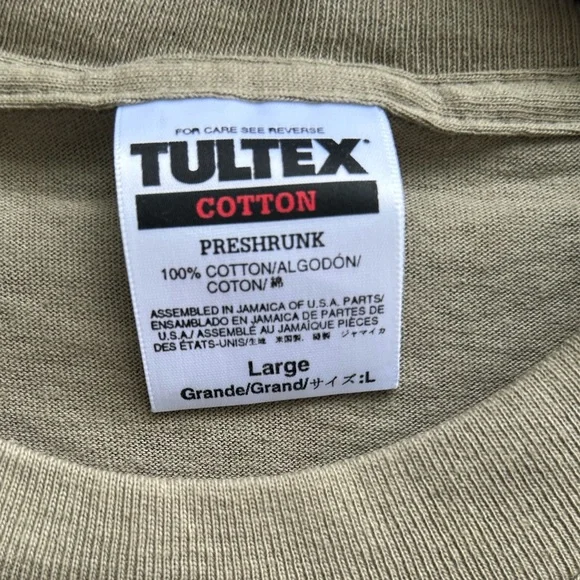 FOR CARE SEE REVERSE
TULTEX
COTTON
PRESHRUNK
100% COTTON/ALGODÓN/
COTON/綿
ASSEMBLED IN JAMAICA OF U.S.A. PARTS/
ENSAMBLADO EN JAMAICA DE PARTES DE
U.S.A./ ASSEMBLÉ AU JAMAÏQUE PIÈCES
DES ÉTATS-UNIS/生地 米国製, 縫製 ジャマイカ
Large
Grande/Grand/サイズ:L